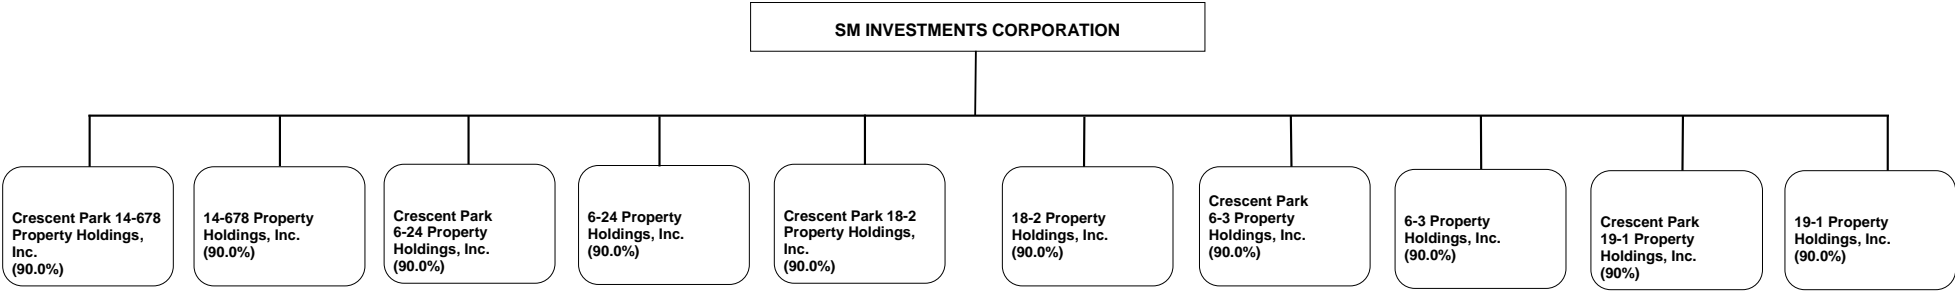 SM INVESTMENTS CORPORATION
Crescent Park 14-678
Property Holdings,
Inc.
(90.0%)
14-678 Property
Holdings, Inc.
(90.0%)
Crescent Park
6-24 Property
Holdings, Inc.
(90.0%)
6-24 Property
Holdings, Inc.
(90.0%)
Crescent Park 18-2
Property Holdings,
Inc.
(90.0%)
18-2 Property
Holdings, Inc.
(90.0%)
Crescent Park
6-3 Property
Holdings, Inc.
(90.0%)
6-3 Property
Holdings, Inc.
(90.0%)
Crescent Park
19-1 Property
Holdings, Inc.
(90%)
19-1 Property
Holdings, Inc.
(90.0%)